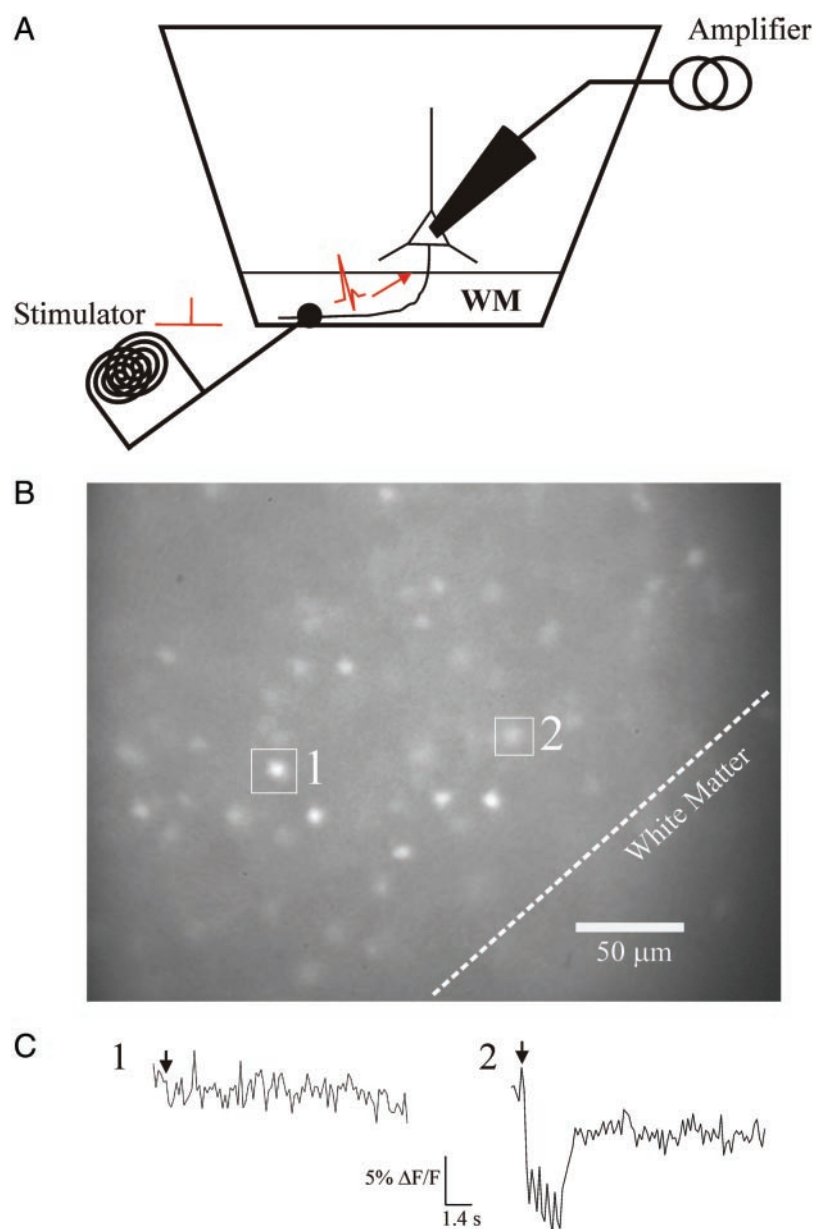 A
Amplifier
WM
Stimulator
B
1
2
White Matter
50 μm
C
1
2
5% ΔF/F
1.4 s